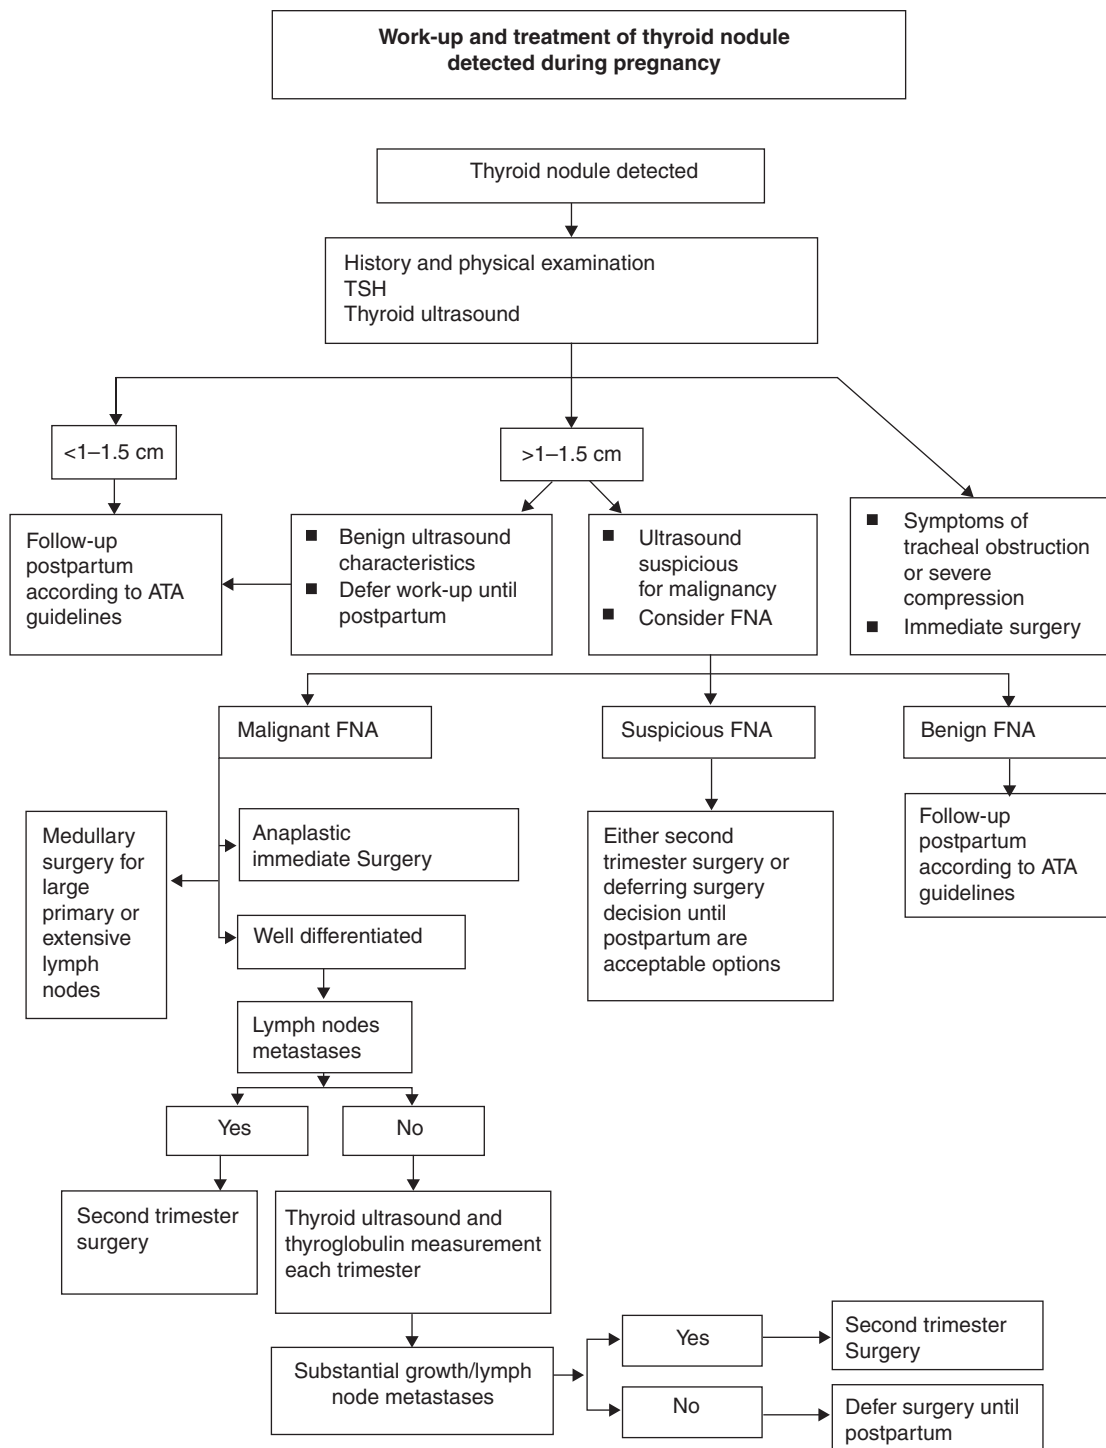 Work-up and treatment of thyroid nodule
detected during pregnancy
Thyroid nodule detected
History and physical examination
TSH
Thyroid ultrasound
<1–1.5 cm
>1–1.5 cm
Follow-up
postpartum
according to ATA
guidelines
■ Benign ultrasound
characteristics
■ Defer work-up until
postpartum
■ Ultrasound
suspicious
for malignancy
■ Consider FNA
■ Symptoms of
tracheal obstruction
or severe
compression
■ Immediate surgery
Malignant FNA
Suspicious FNA
Benign FNA
Medullary
surgery for
large
primary or
extensive
lymph
nodes
Anaplastic
immediate Surgery
Well differentiated
Either second
trimester surgery or
deferring surgery
decision until
postpartum are
acceptable options
Follow-up
postpartum
according to ATA
guidelines
Lymph nodes
metastases
Yes
No
Second trimester
surgery
Thyroid ultrasound and
thyroglobulin measurement
each trimester
Substantial growth/lymph
node metastases
Yes
Second trimester
Surgery
No
Defer surgery until
postpartum